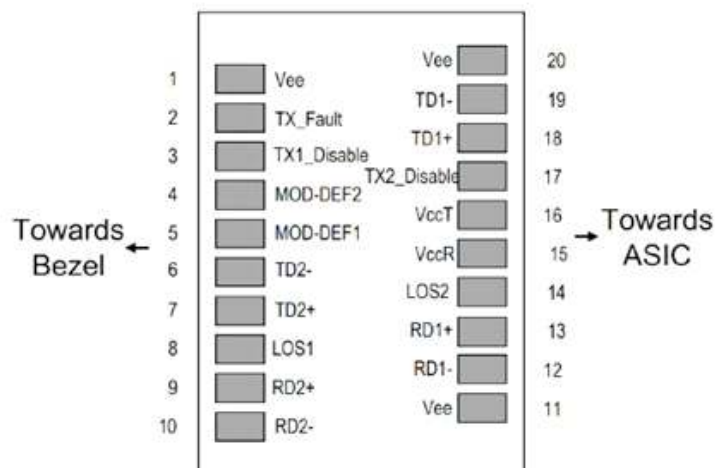 1 Vee
2 TX_Fault
3 TX1_Disable
4 MOD-DEF2
5 MOD-DEF1
6 TD2-
7 TD2+
8 LOS1
9 RD2+
10 RD2-
Towards
Bezel
Vee 20
TD1- 19
TD1+ 18
TX2_Disable 17
VccT 16
VccR 15
LOS2 14
RD1+ 13
RD1- 12
Vee 11
Towards
ASIC